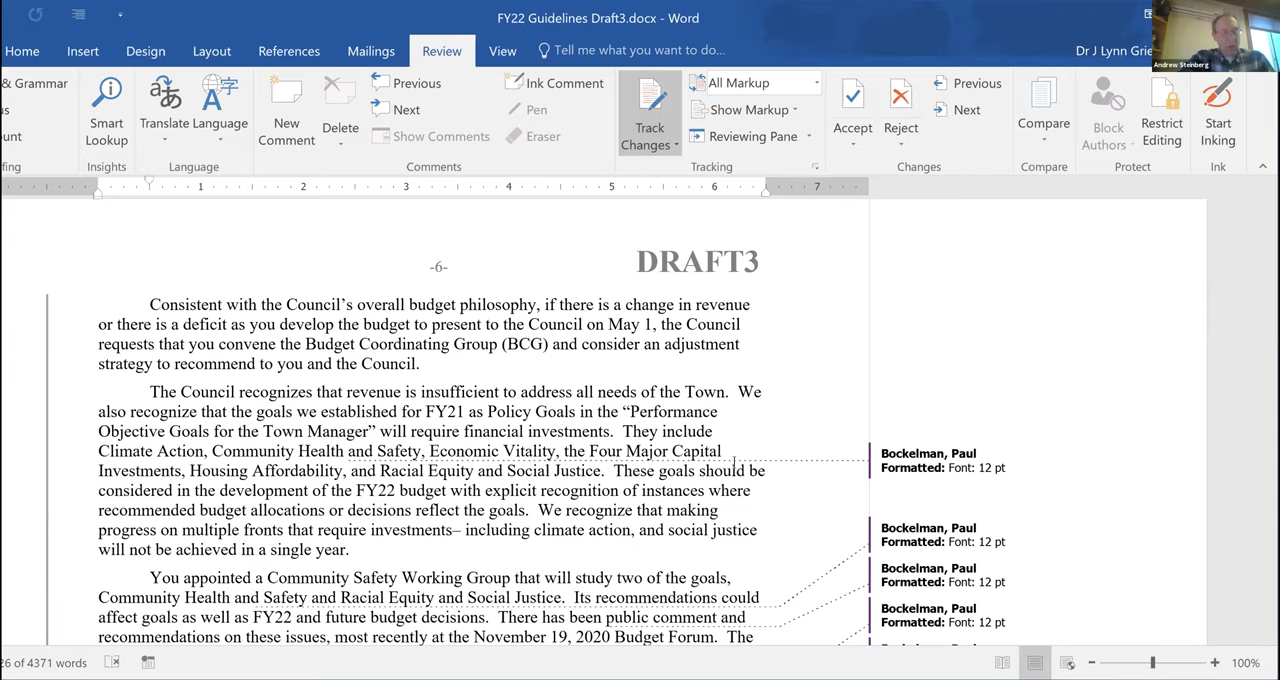 FY22 Guidelines Draft3.docx - Word
Home Insert Design Layout References Mailings Review View Tell me what you want to do... Dr J Lynn Grie
Andrew Steinberg
& Grammar
Smart Lookup
Insights
Translate Language
Language
New Comment
Delete
Previous
Next
Show Comments
Ink Comment
Pen
Eraser
Comments
Track Changes
All Markup
Show Markup
Reviewing Pane
Tracking
Accept
Reject
Previous
Next
Changes
Compare
Compare
Block Authors
Restrict Editing
Protect
Start Inking
Ink
1 2 3 4 5 6 7
-6- DRAFT3
Consistent with the Council’s overall budget philosophy, if there is a change in revenue
or there is a deficit as you develop the budget to present to the Council on May 1, the Council
requests that you convene the Budget Coordinating Group (BCG) and consider an adjustment
strategy to recommend to you and the Council.
The Council recognizes that revenue is insufficient to address all needs of the Town. We
also recognize that the goals we established for FY21 as Policy Goals in the “Performance
Objective Goals for the Town Manager” will require financial investments. They include
Climate Action, Community Health and Safety, Economic Vitality, the Four Major Capital
Investments, Housing Affordability, and Racial Equity and Social Justice. These goals should be
considered in the development of the FY22 budget with explicit recognition of instances where
recommended budget allocations or decisions reflect the goals. We recognize that making
progress on multiple fronts that require investments– including climate action, and social justice
will not be achieved in a single year.
You appointed a Community Safety Working Group that will study two of the goals,
Community Health and Safety and Racial Equity and Social Justice. Its recommendations could
affect goals as well as FY22 and future budget decisions. There has been public comment and
recommendations on these issues, most recently at the November 19, 2020 Budget Forum. The
Bockelman, Paul
Formatted: Font: 12 pt
Bockelman, Paul
Formatted: Font: 12 pt
Bockelman, Paul
Formatted: Font: 12 pt
Bockelman, Paul
Formatted: Font: 12 pt
26 of 4371 words
100%